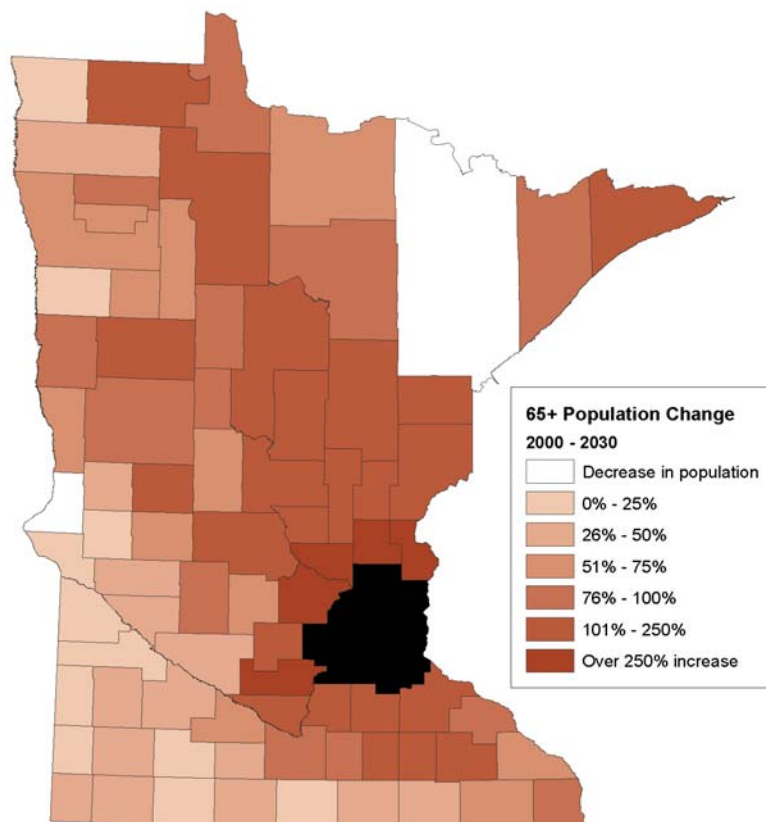 65+ Population Change
2000 - 2030
Decrease in population
0% - 25%
26% - 50%
51% - 75%
76% - 100%
101% - 250%
Over 250% increase